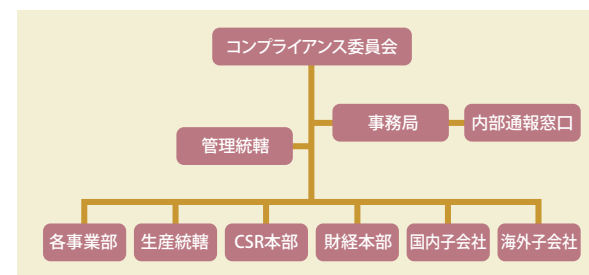 コンプライアンス委員会
事務局
内部通報窓口
管理統轄
各事業部
生産統轄
CSR本部
財経本部
国内子会社
海外子会社